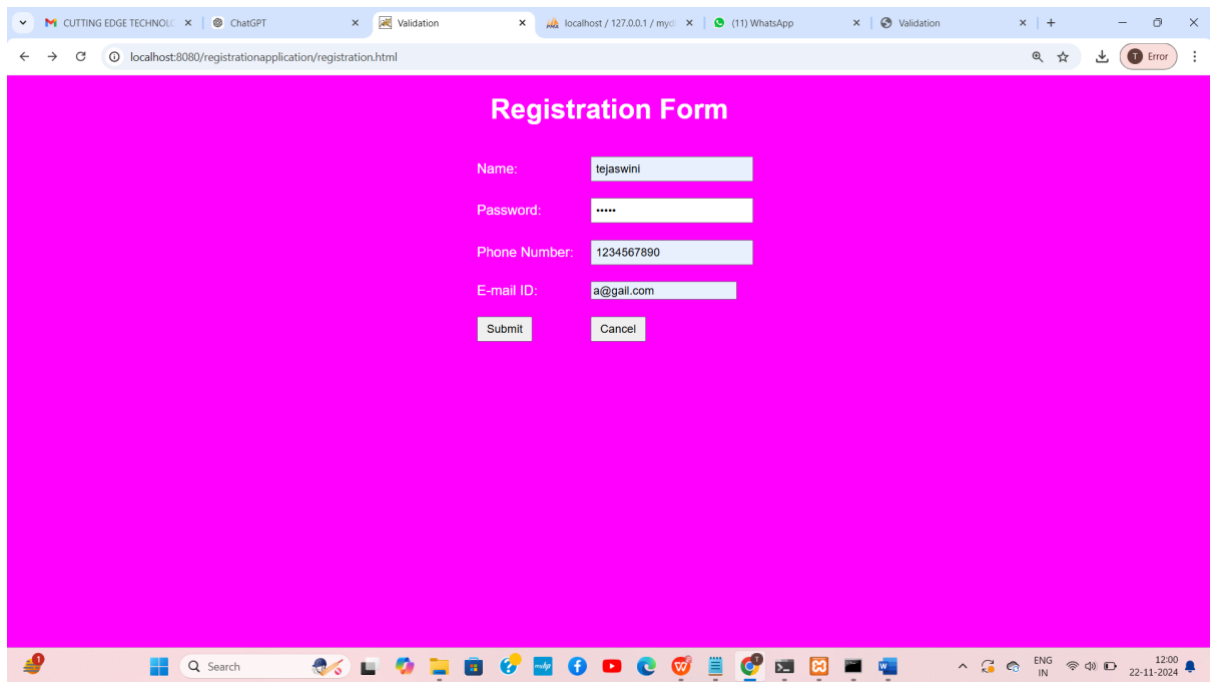 CUTTING EDGE TECHNOLC
ChatGPT
Validation
localhost / 127.0.0.1 / myd
(11) WhatsApp
Validation
localhost:8080/registrationapplication/registration.html
T Error
Registration Form
Name: tejaswini
Password: •••••
Phone Number: 1234567890
E-mail ID: a@gail.com
Submit Cancel
1 Search ENG 12:00
IN 22-11-2024